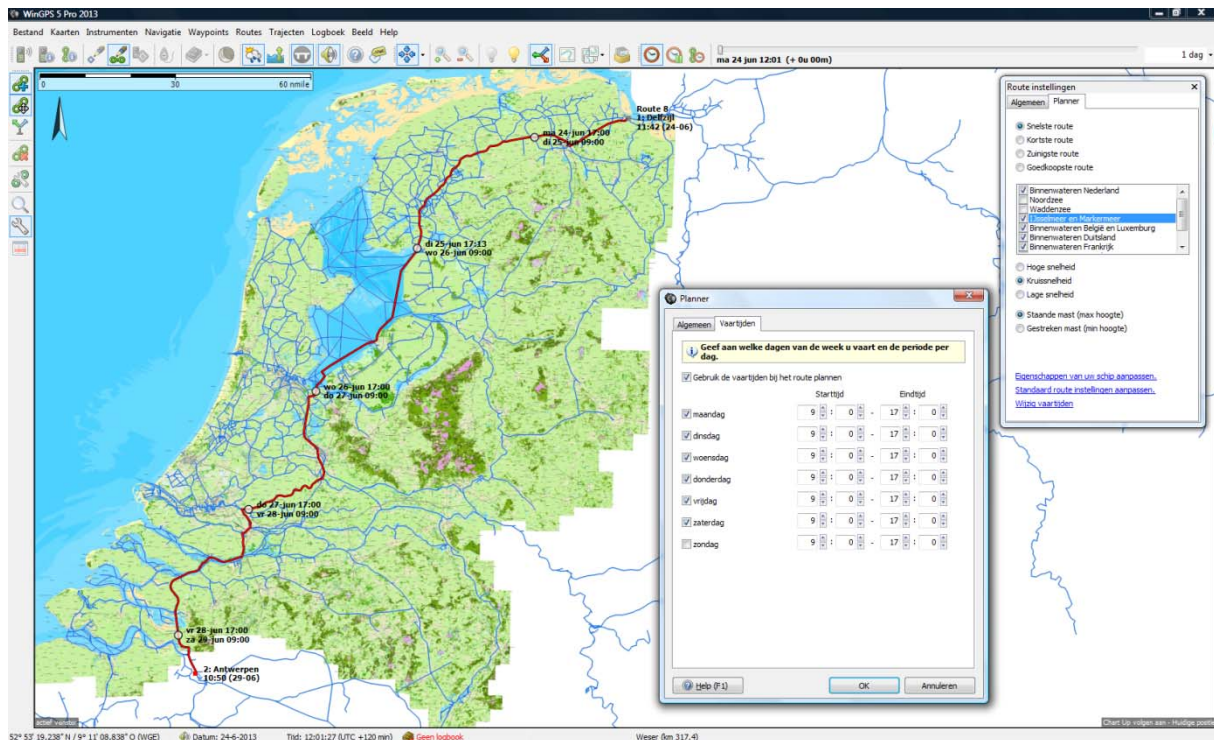 WinGPS 5 Pro 2013
Bestand Kaarten Instrumenten Navigatie Waypoints Routes Trajecten Logboek Beeld Help
ma 24 jun 12:01 (+ 0u 00m)
1 dag
0 30 60 nmile
Route 8
1: Delfzijl
11:42 (24-06)
ma 24-jun 17:00
di 25-jun 09:00
di 25-jun 17:13
wo 26-jun 09:00
wo 26-jun 17:00
do 27-jun 09:00
do 27-jun 17:00
vr 28-jun 09:00
vr 28-jun 17:00
za 29-jun 09:00
2: Antwerpen
10:50 (29-06)
Route instellingen
Algemeen Planner
Snelste route
Kortste route
Zuinigste route
Goedkoopste route
Binnenwateren Nederland
Noordzee
Waddenzee
IJsselmeer en Markermeer
Binnenwateren België en Luxemburg
Binnenwateren Duitsland
Binnenwateren Frankrijk
Hoge snelheid
Kruissnelheid
Lage snelheid
Staande mast (max hoogte)
Gestreken mast (min hoogte)
Eigenschappen van uw schip aanpassen.
Standaard route instellingen aanpassen.
Wijzig vaartijden
Planner
Algemeen Vaartijden
Geef aan welke dagen van de week u vaart en de periode per
dag.
Gebruik de vaartijden bij het route plannen
Starttijd Eindtijd
maandag 9 : 0 - 17 : 0
dinsdag 9 : 0 - 17 : 0
woensdag 9 : 0 - 17 : 0
donderdag 9 : 0 - 17 : 0
vrijdag 9 : 0 - 17 : 0
zaterdag 9 : 0 - 17 : 0
zondag 9 : 0 - 17 : 0
Help (F1) OK Annuleren
Chart Up volgen aan - Huidige positie
52° 53' 19.238" N / 9° 11' 08.838" O (WGE) Datum: 24-6-2013 Tijd: 12:01:27 (UTC +120 min) Geen logboek Weser (km 317.4)